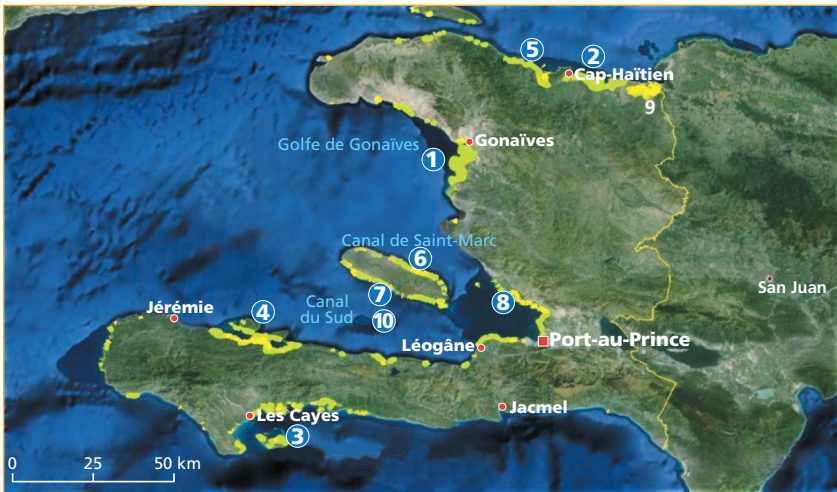 5
2
Cap-Haïtien
9
Golfe de Gonaïves
1
Gonaïves
Canal de Saint-Marc
6
San Juan
7
8
Jérémie
4
Canal
du Sud
10
Léogâne
Port-au-Prince
Les Cayes
Jacmel
3
0 25 50 km